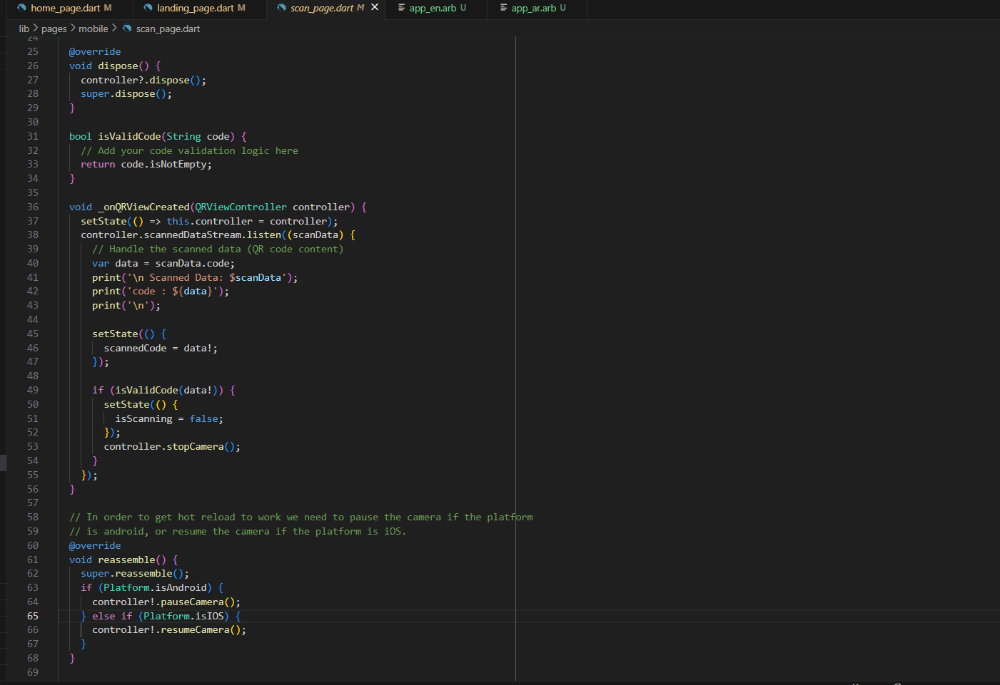 home_page.dart M landing_page.dart M scan_page.dart M × app_en.arb U app_ar.arb U
lib > pages > mobile > scan_page.dart
24
25 @override
26 void dispose() {
27 controller?.dispose();
28 super.dispose();
29 }
30
31 bool isValidCode(String code) {
32 // Add your code validation logic here
33 return code.isNotEmpty;
34 }
35
36 void _onQRViewCreated(QRViewController controller) {
37 setState(() => this.controller = controller);
38 controller.scannedDataStream.listen((scanData) {
39 // Handle the scanned data (QR code content)
40 var data = scanData.code;
41 print('\n Scanned Data: $scanData');
42 print('code : ${data}');
43 print('\n');
44
45 setState(() {
46 scannedCode = data!;
47 });
48
49 if (isValidCode(data!)) {
50 setState(() {
51 isScanning = false;
52 });
53 controller.stopCamera();
54 }
55 });
56 }
57
58 // In order to get hot reload to work we need to pause the camera if the platform
59 // is android, or resume the camera if the platform is iOS.
60 @override
61 void reassemble() {
62 super.reassemble();
63 if (Platform.isAndroid) {
64 controller!.pauseCamera();
65 } else if (Platform.isIOS) {
66 controller!.resumeCamera();
67 }
68 }
69